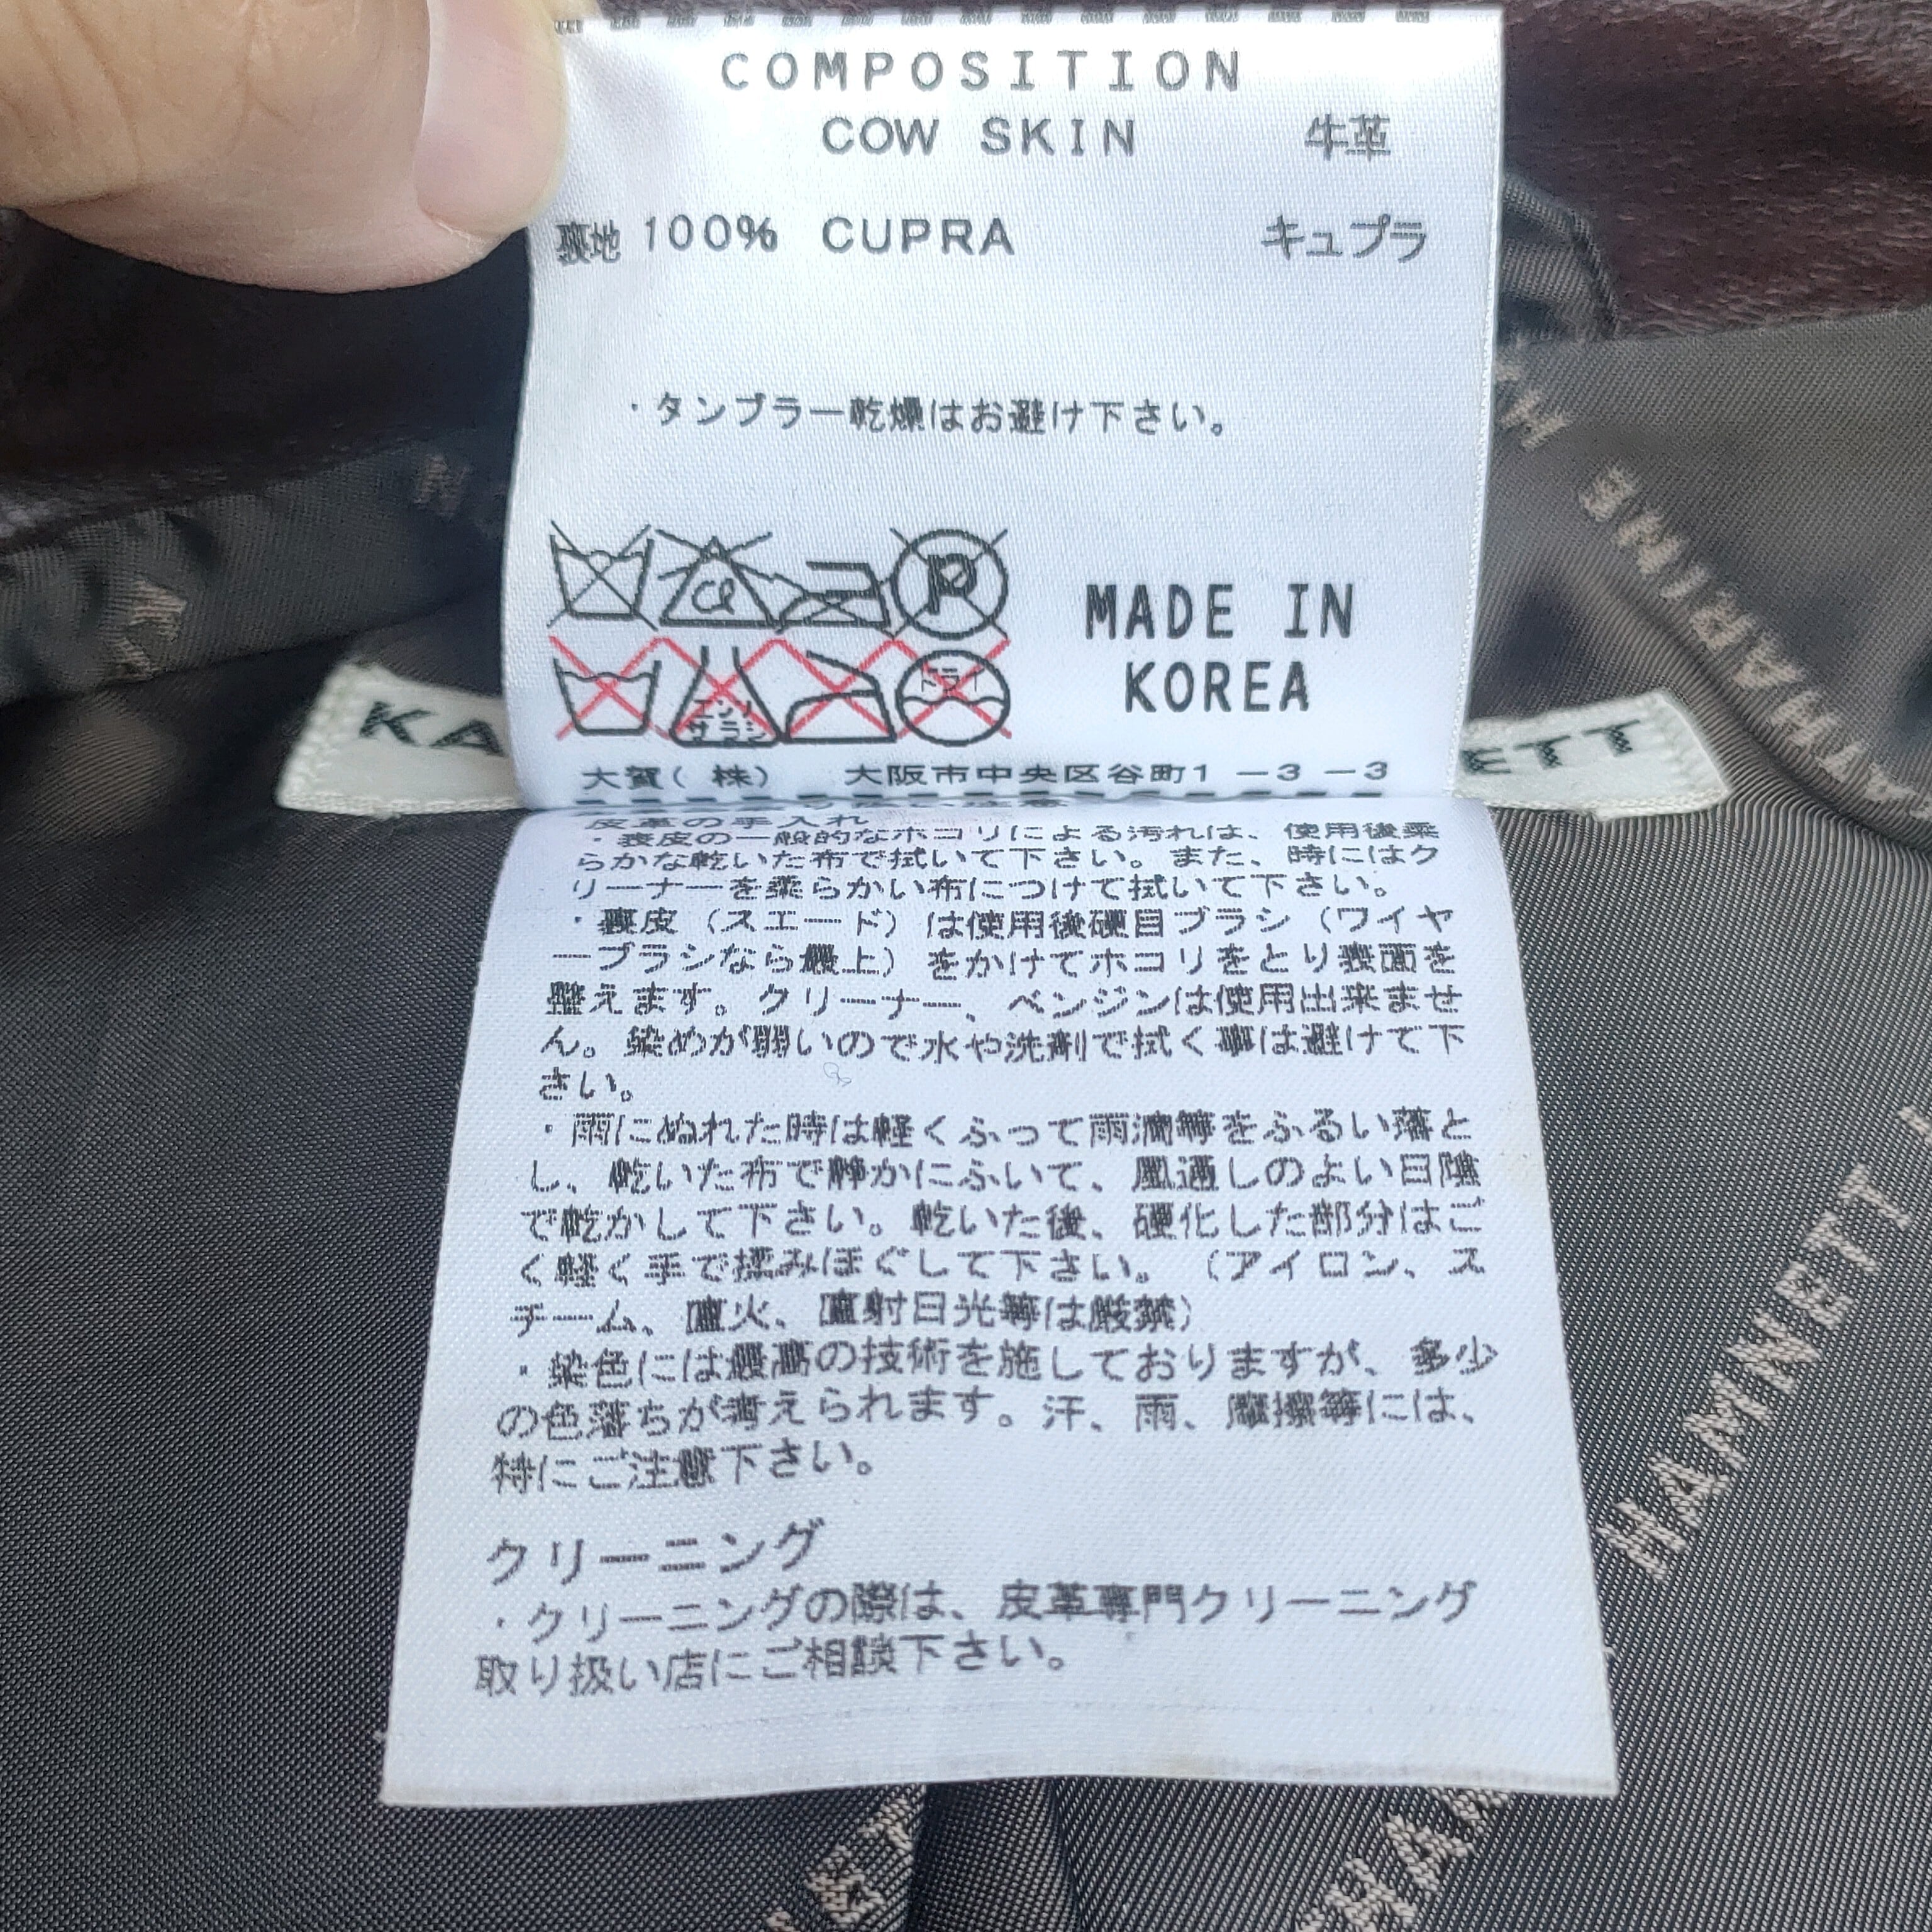 COMPOSITION
COW SKIN 牛革
裏地 100% CUPRA キュプラ
・タンブラー乾燥はお避け下さい。
Cl P
MADE IN
KOREA
エンソ
サラシ
ドライ
大賀(株) 大阪市中央区谷町1-3-3
KA
ETT
皮革の手入れ
・表皮の一般的なホコリによる汚れは、使用後柔
らかな乾いた布で拭いて下さい。また、時にはク
リーナーを柔らかい布につけて拭いて下さい。
・裏皮(スエード)は使用後硬目ブラシ(ワイヤ
ーブラシなら最上)をかけてホコリをとり表面を
整えます。クリーナー、ベンジンは使用出来ませ
ん。染めが弱いので水や洗剤で拭く事は避けて下
さい。
・雨にぬれた時は軽くふって雨滴等をふるい落と
し、乾いた布で静かにふいて、風通しのよい日陰
で乾かして下さい。乾いた後、硬化した部分はご
く軽く手で揉みほぐして下さい。(アイロン、ス
チーム、直火、直射日光等は厳禁)
・染色には最高の技術を施しておりますが、多少
の色落ちが考えられます。汗、雨、摩擦等には、
特にご注意下さい。
クリーニング
・クリーニングの際は、皮革専門クリーニング
取り扱い店にご相談下さい。
HAMNETT